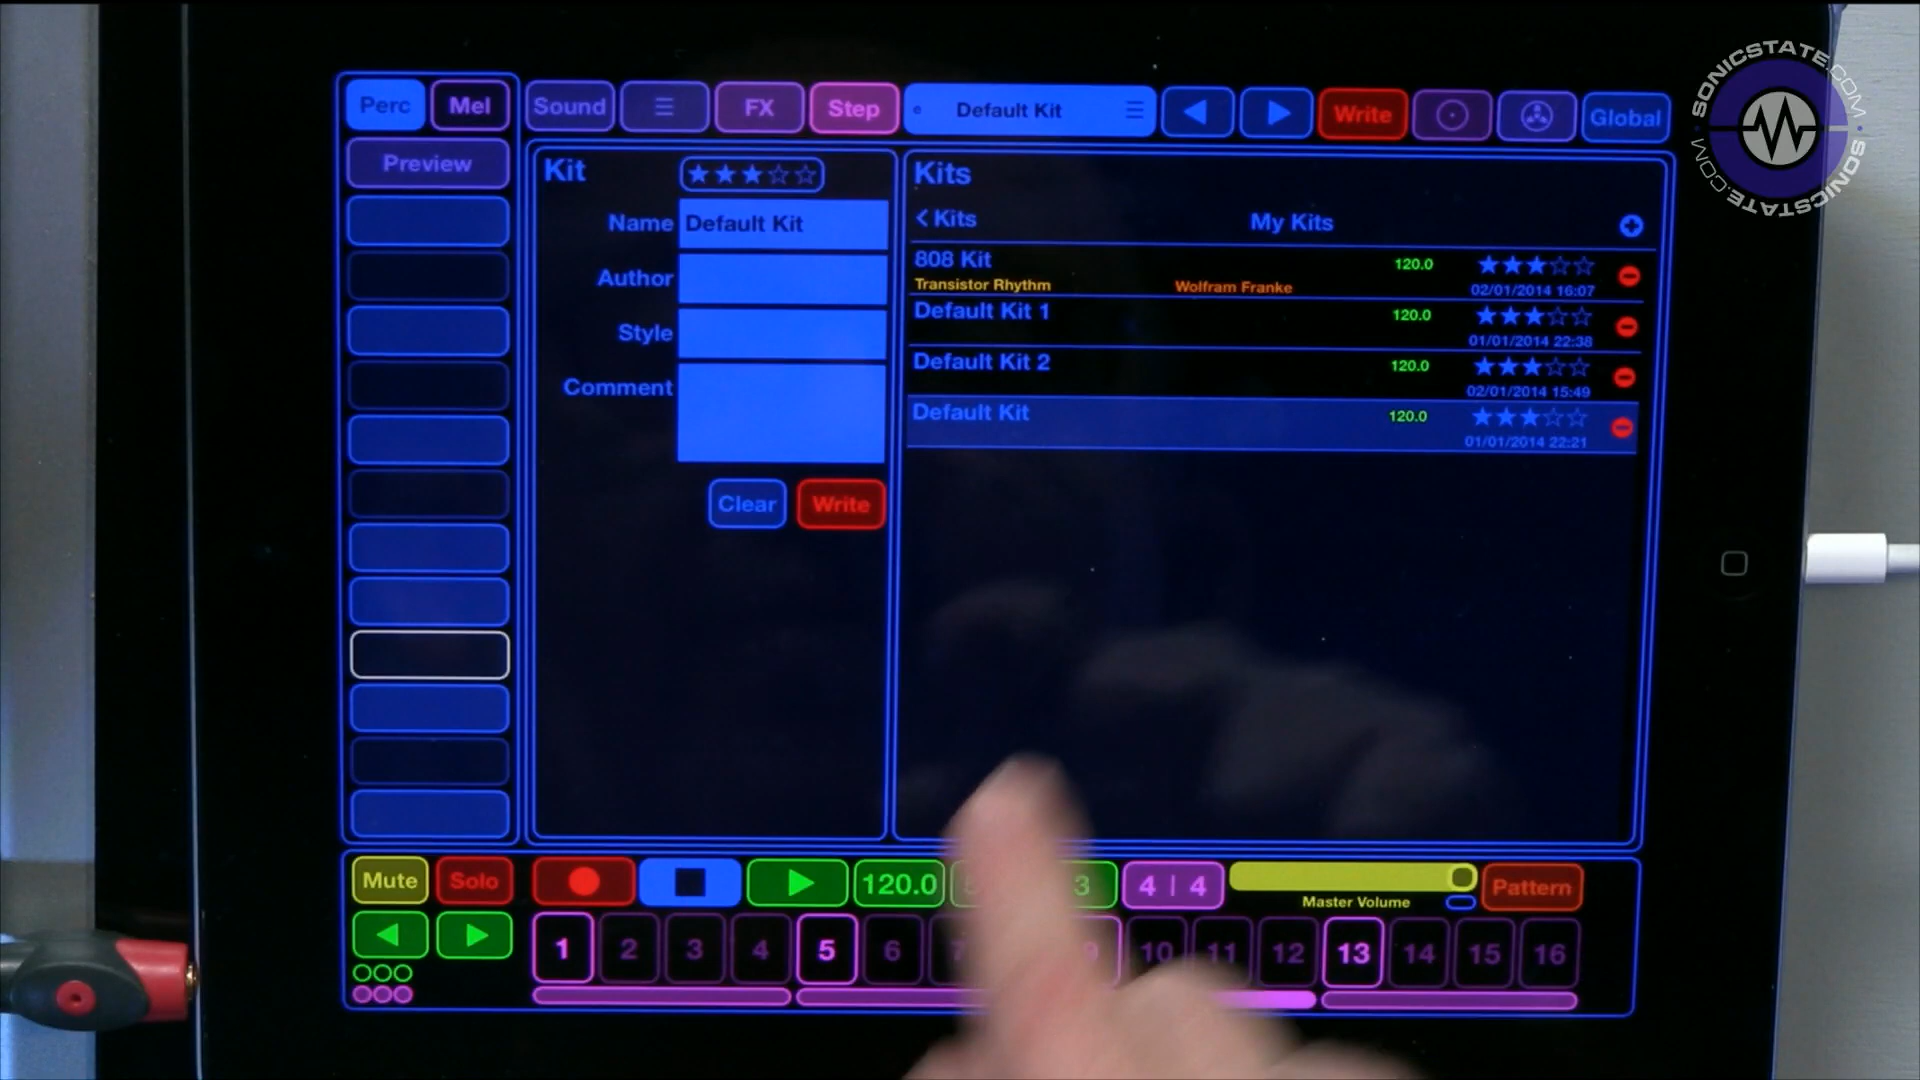 Perc Mel Sound FX Step Default Kit Write Global
Preview
Kit
Name Default Kit
Author
Style
Comment
Clear Write
Kits
< Kits My Kits
808 Kit 120.0
Transistor Rhythm Wolfram Franke 02/01/2014 16:07
Default Kit 1 120.0
01/01/2014 22:38
Default Kit 2 120.0
02/01/2014 15:49
Default Kit 120.0
01/01/2014 22:21
Mute Solo 120.0 3 4 | 4 Master Volume Pattern
1 2 3 4 5 6 7 9 10 11 12 13 14 15 16
SONICSTATE.COM
SONICSTATE.COM